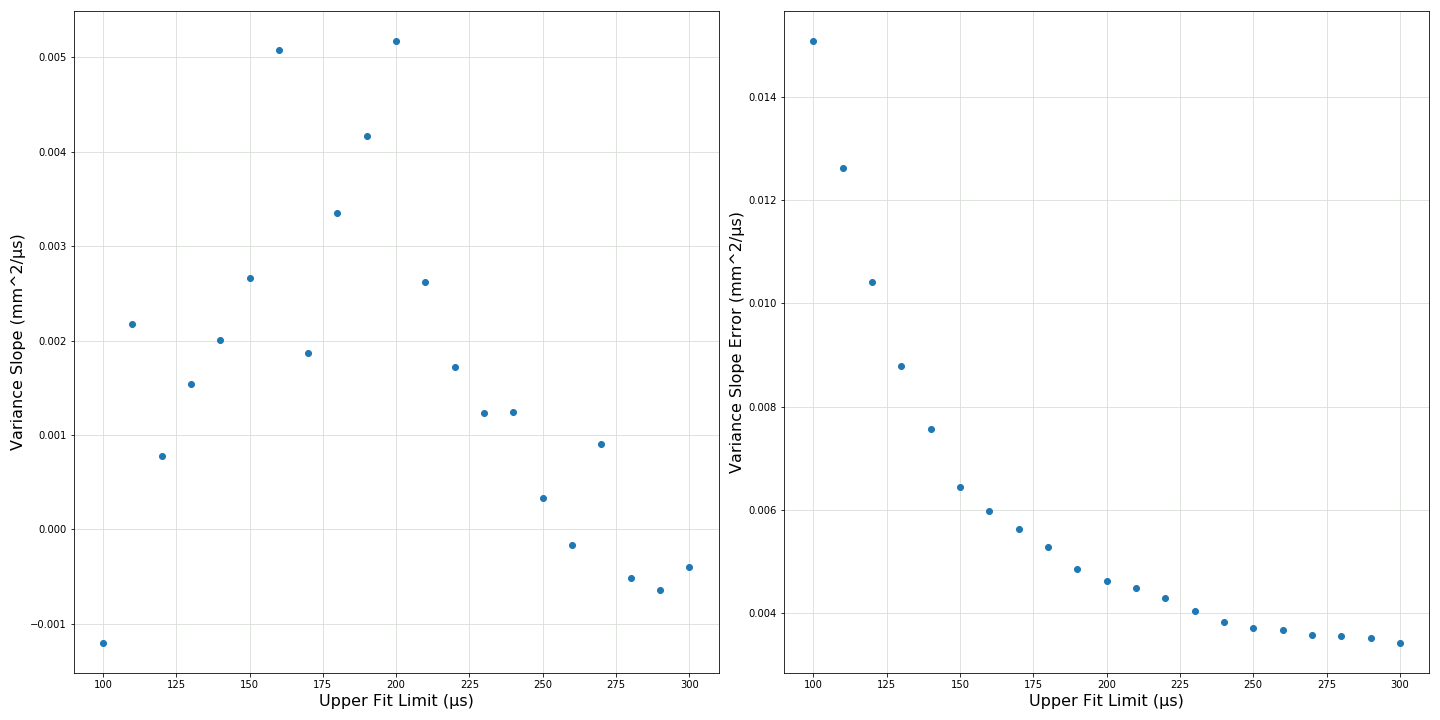 Variance Slope (mm^2/μs)
0.005
0.004
0.003
0.002
0.001
0.000
−0.001
100 125 150 175 200 225 250 275 300
Upper Fit Limit (μs)
Variance Slope Error (mm^2/μs)
0.014
0.012
0.010
0.008
0.006
0.004
100 125 150 175 200 225 250 275 300
Upper Fit Limit (μs)